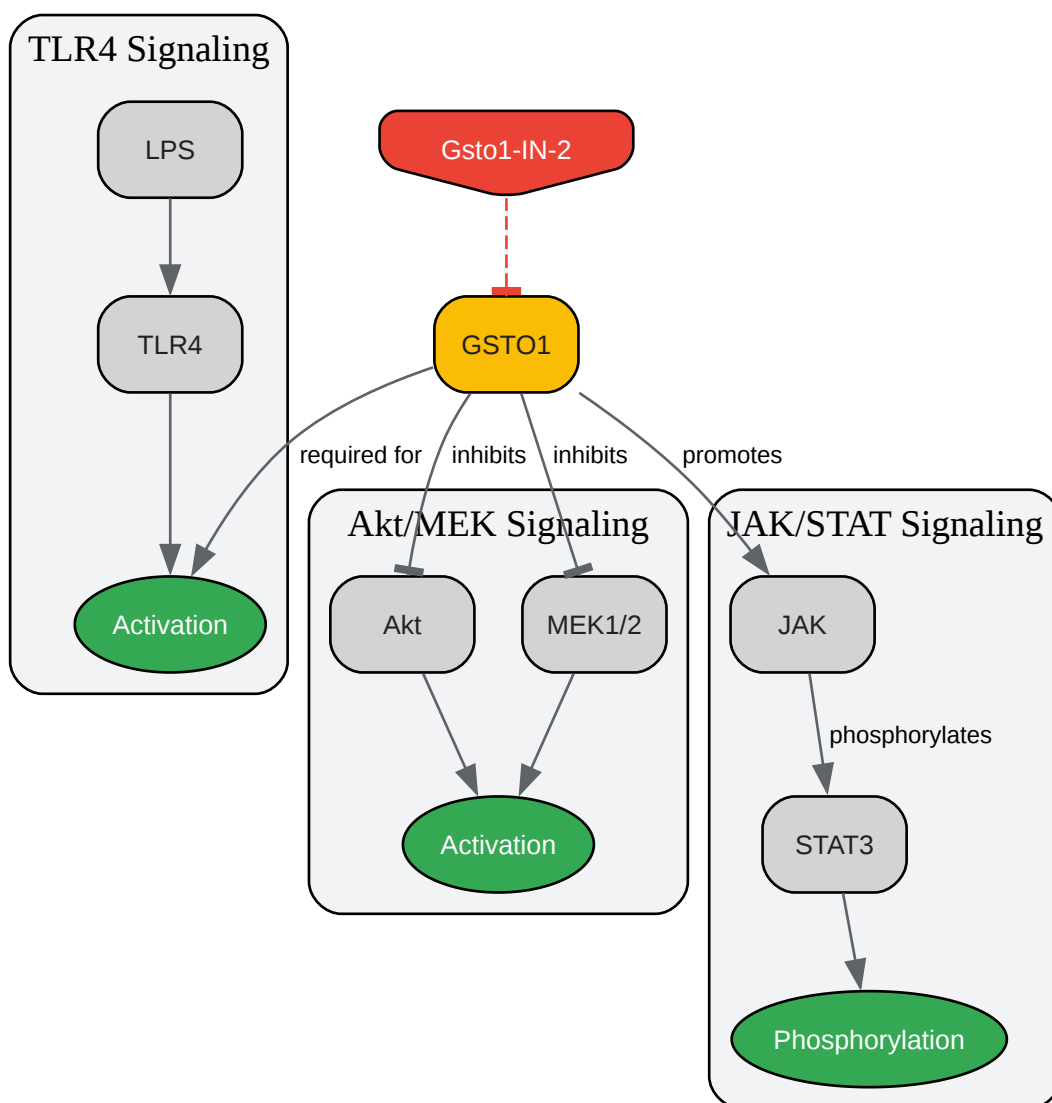 TLR4 Signaling
LPS
Gsto1-IN-2
TLR4
GSTO1
required for
inhibits
inhibits
promotes
Akt/MEK Signaling
JAK/STAT Signaling
Activation
Akt
MEK1/2
JAK
phosphorylates
Activation
STAT3
Phosphorylation